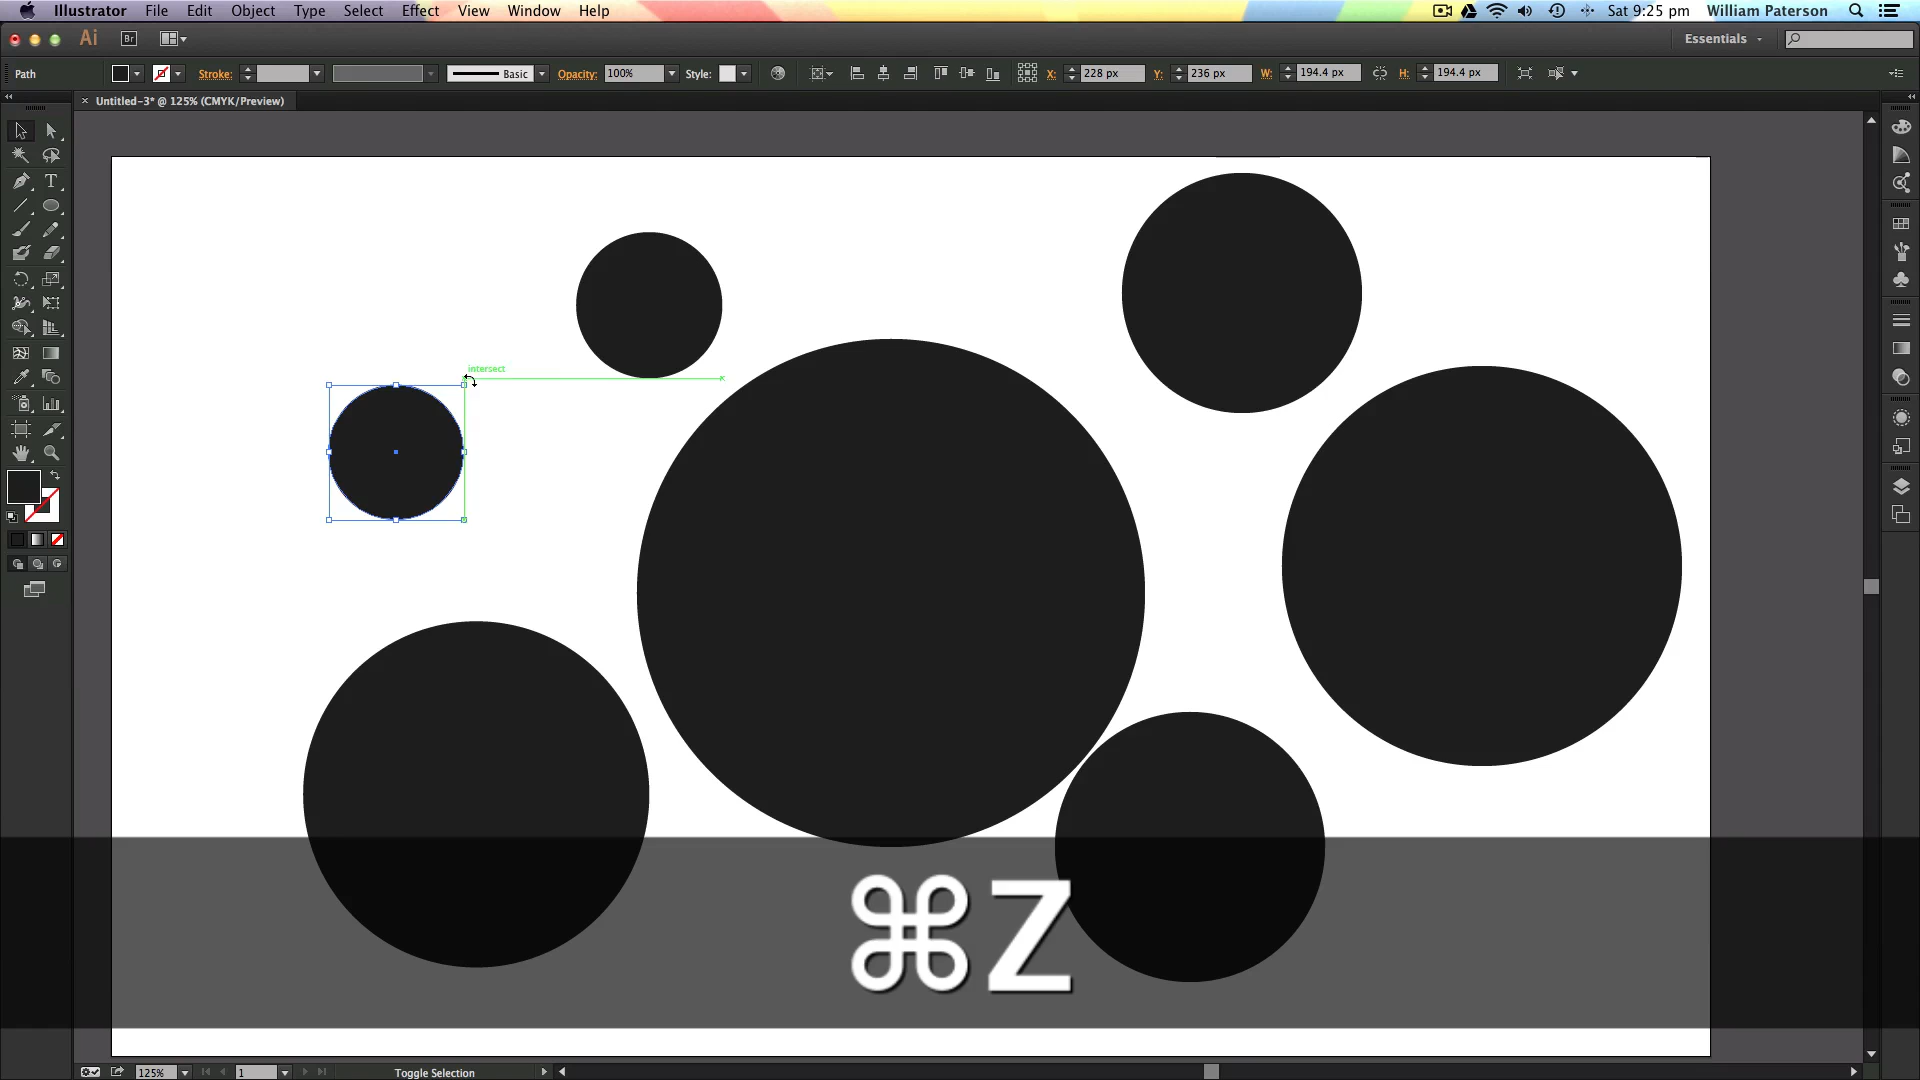 Illustrator File Edit Object Type Select Effect View Window Help Sat 9:25 pm William Paterson
Ai Br Essentials
Path Stroke: Basic Opacity: 100% Style: X: 228 px Y: 236 px W: 194.4 px H: 194.4 px
× Untitled-3* @ 125% (CMYK/Preview)
T
intersect
⌘Z
125% 1 Toggle Selection